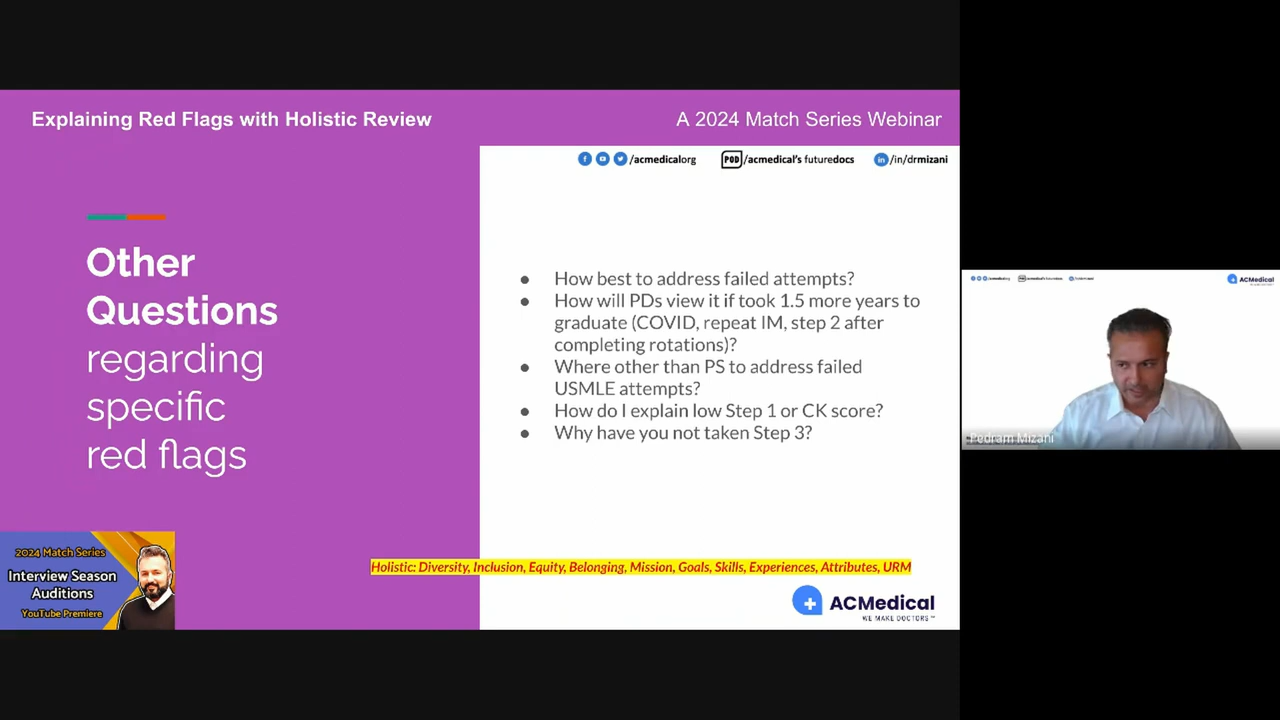 Explaining Red Flags with Holistic Review
A 2024 Match Series Webinar
/acmedicalorg
POD /acmedical's futuredocs
in /in/drmizani
Other
Questions
regarding
specific
red flags
● How best to address failed attempts?
● How will PDs view it if took 1.5 more years to
graduate (COVID, repeat IM, step 2 after
completing rotations)?
● Where other than PS to address failed
USMLE attempts?
● How do I explain low Step 1 or CK score?
● Why have you not taken Step 3?
2024 Match Series
Interview Season
Auditions
YouTube Premiere
Holistic: Diversity, Inclusion, Equity, Belonging, Mission, Goals, Skills, Experiences, Attributes, URM
ACMedical
WE MAKE DOCTORS™
ACMedical
Pedram Mizani